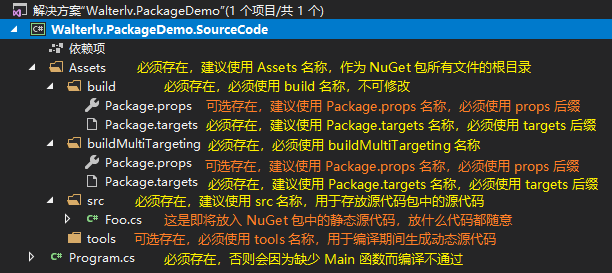 解决方案"Walterlv.PackageDemo"(1 个项目/共 1 个)
Walterlv.PackageDemo.SourceCode
依赖项
Assets 必须存在，建议使用 Assets 名称，作为 NuGet 包所有文件的根目录
build 必须存在，必须使用 build 名称，不可修改
Package.props 可选存在，建议使用 Package.props 名称，必须使用 props 后缀
Package.targets 必须存在，建议使用 Package.targets 名称，必须使用 targets 后缀
buildMultiTargeting 必须存在，必须使用 buildMultiTargeting 名称
Package.props 可选存在，建议使用 Package.props 名称，必须使用 props 后缀
Package.targets 必须存在，建议使用 Package.targets 名称，必须使用 targets 后缀
src 必须存在，建议使用 src 名称，用于存放源代码包中的源代码
C# Foo.cs 这是即将放入 NuGet 包中的静态源代码，放什么代码都随意
tools 可选存在，必须使用 tools 名称，用于编译期间生成动态源代码
C# Program.cs 必须存在，否则会因为缺少 Main 函数而编译不通过